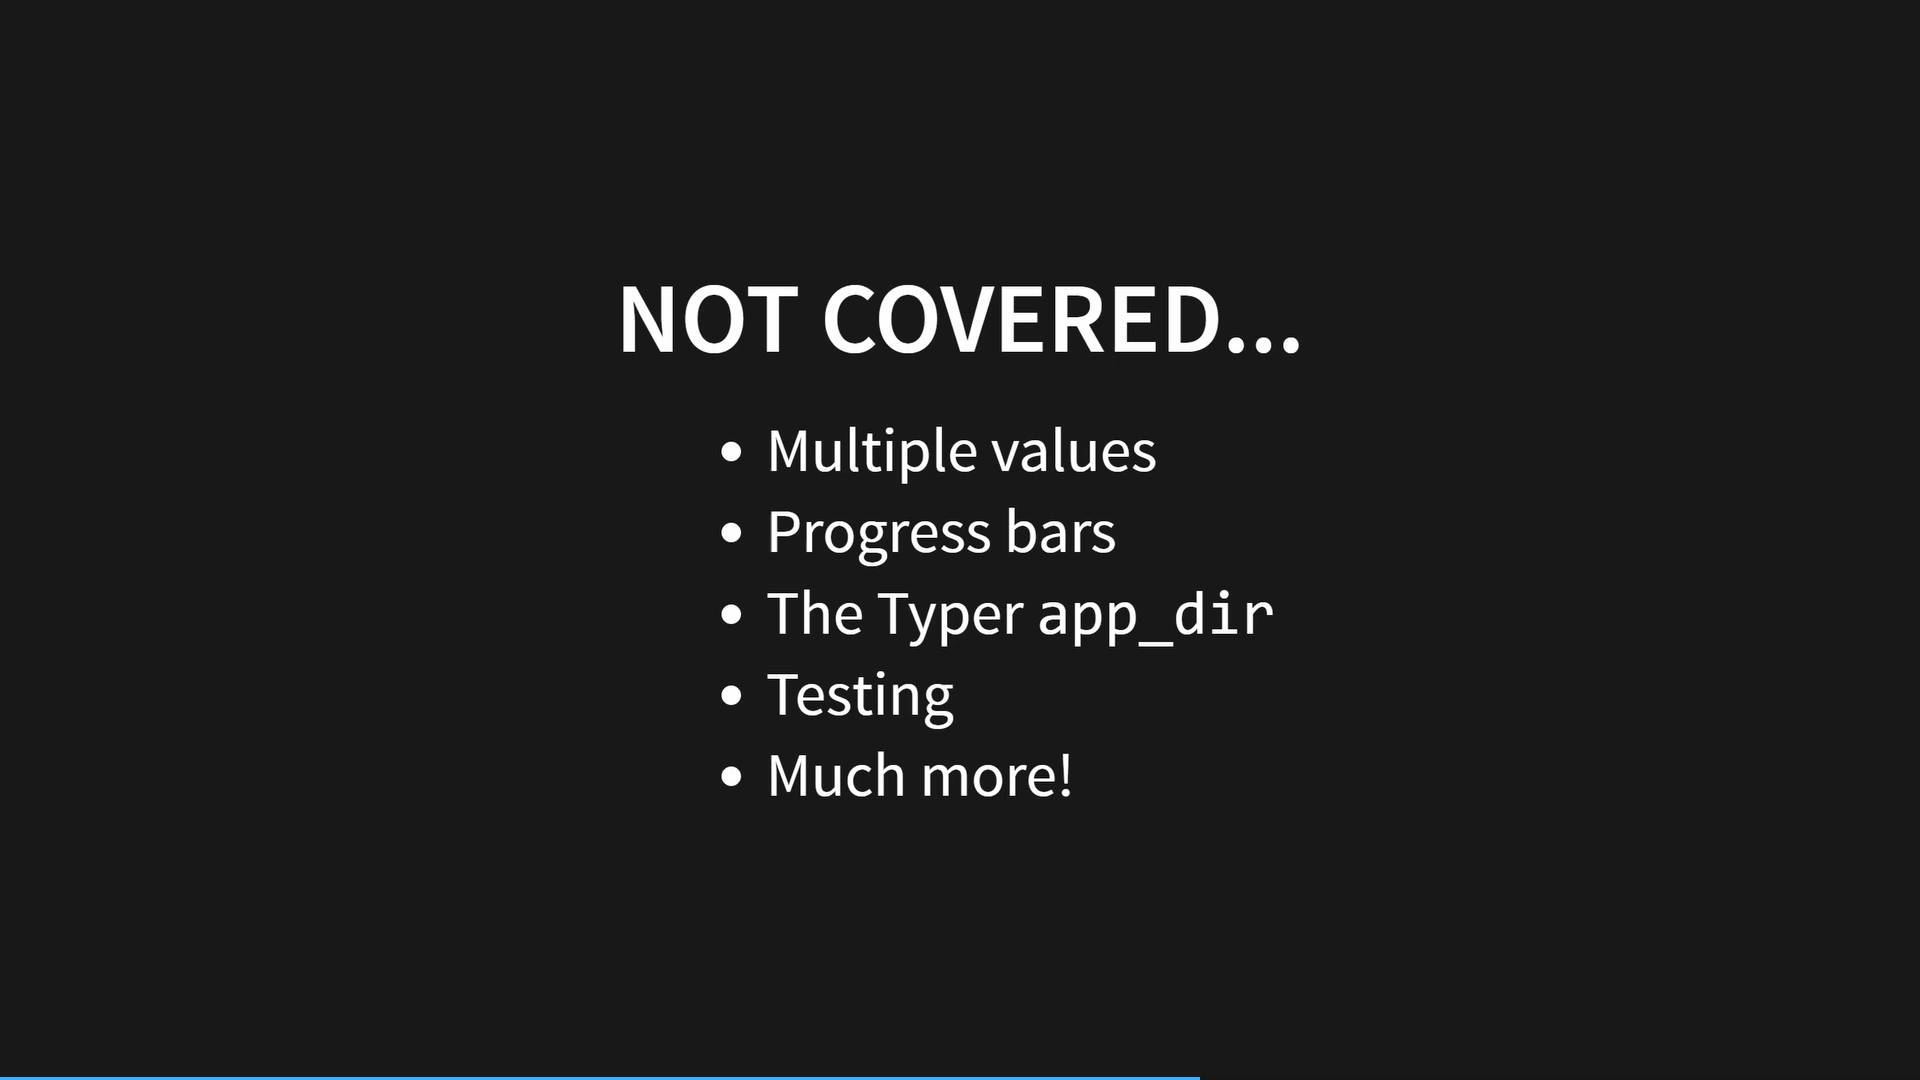 NOT COVERED...
• Multiple values
• Progress bars
• The Typer app_dir
• Testing
• Much more!